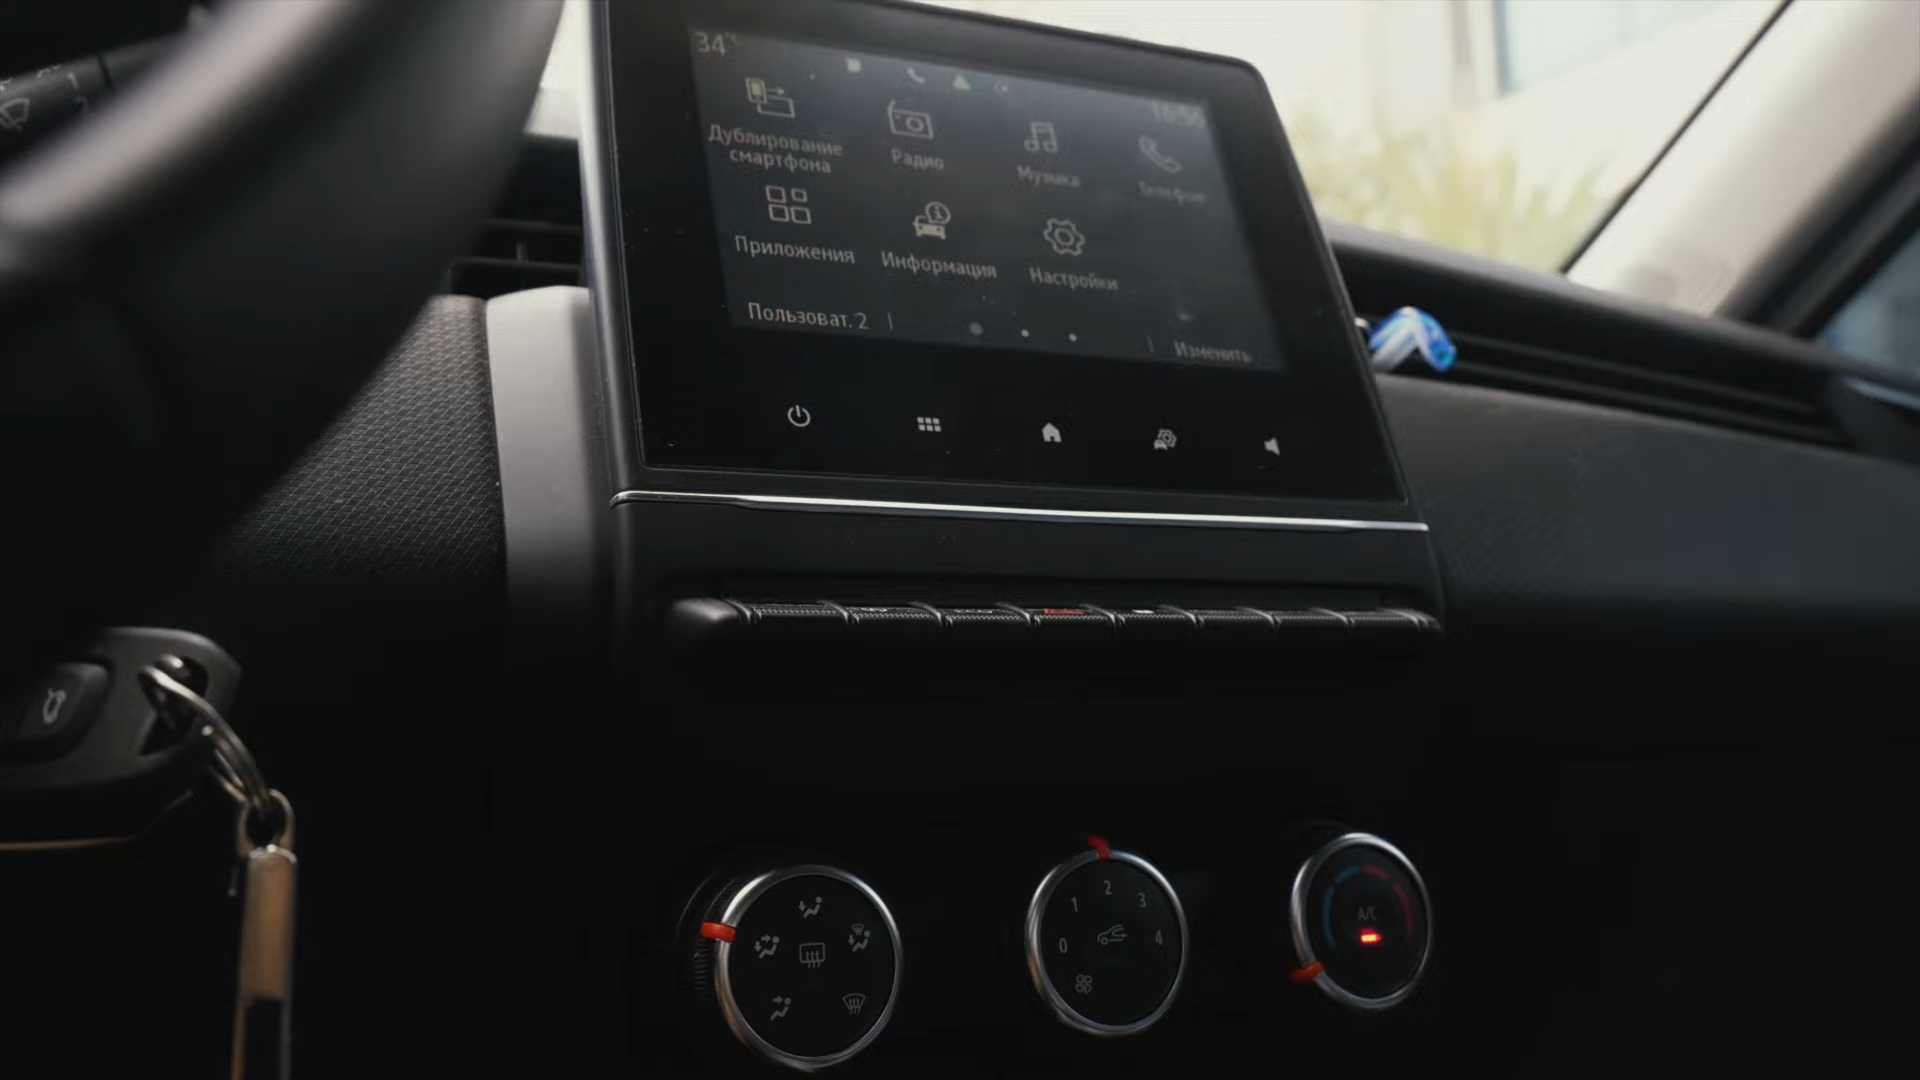 1
34°
16:56
Дублирование
смартфона
Радио
Музыка
Телефон
Приложения
Информация
Настройки
Пользоват. 2
Изменить
0 1 2 3 4
A/C